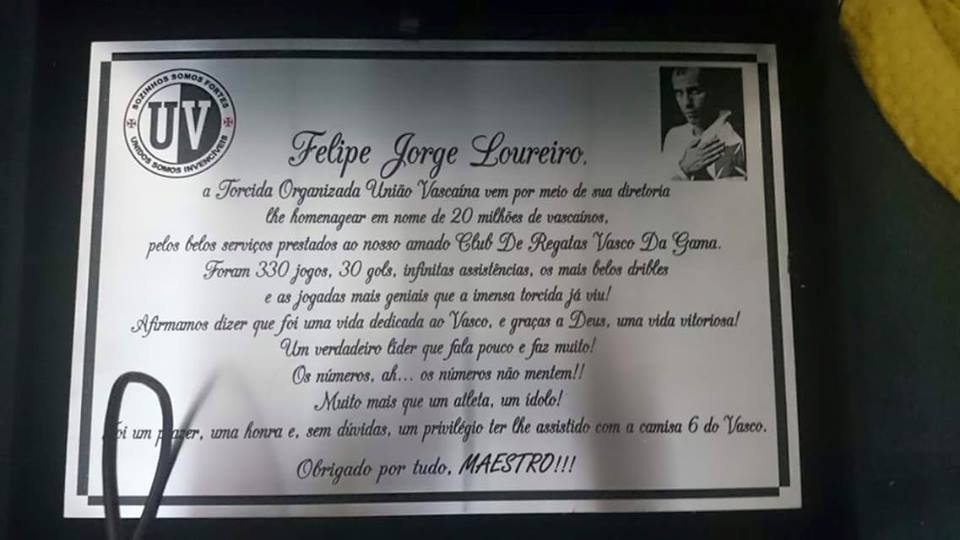 SOZINHOS SOMOS FORTES
UV
UNIDOS SOMOS INVENCÍVEIS
Felipe Jorge Loureiro,
a Torcida Organizada União Vascaína vem por meio de sua diretoria
lhe homenagear em nome de 20 milhões de vascaínos,
pelos belos serviços prestados ao nosso amado Club De Regatas Vasco Da Gama.
Foram 330 jogos, 30 gols, infinitas assistências, os mais belos dribles
e as jogadas mais geniais que a imensa torcida já viu!
Afirmamos dizer que foi uma vida dedicada ao Vasco, e graças a Deus, uma vida vitoriosa!
Um verdadeiro líder que fala pouco e faz muito!
Os números, ah... os números não mentem!!
Muito mais que um atleta, um ídolo!
Foi um prazer, uma honra e, sem dúvidas, um privilégio ter lhe assistido com a camisa 6 do Vasco.
Obrigado por tudo, MAESTRO!!!